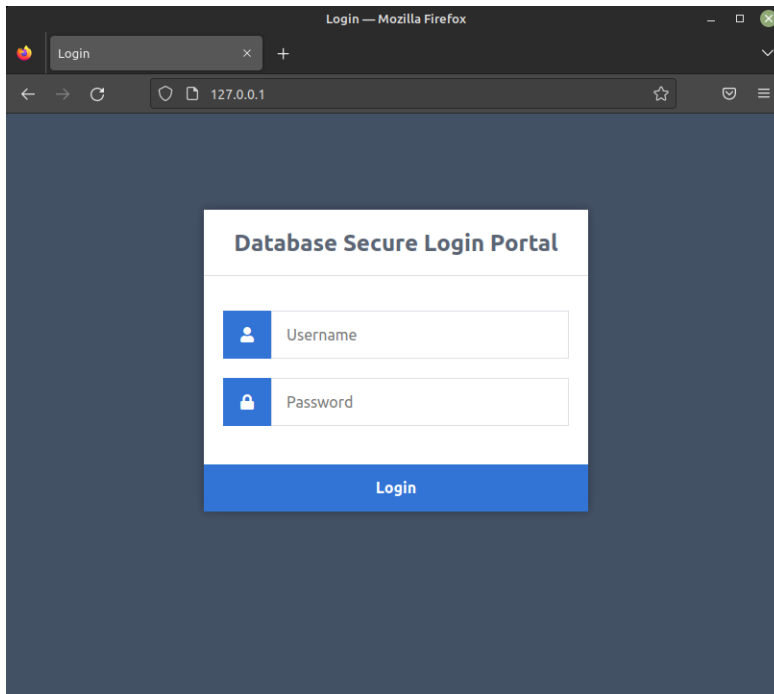 Login — Mozilla Firefox
Login
127.0.0.1
Database Secure Login Portal
Username
Password
Login